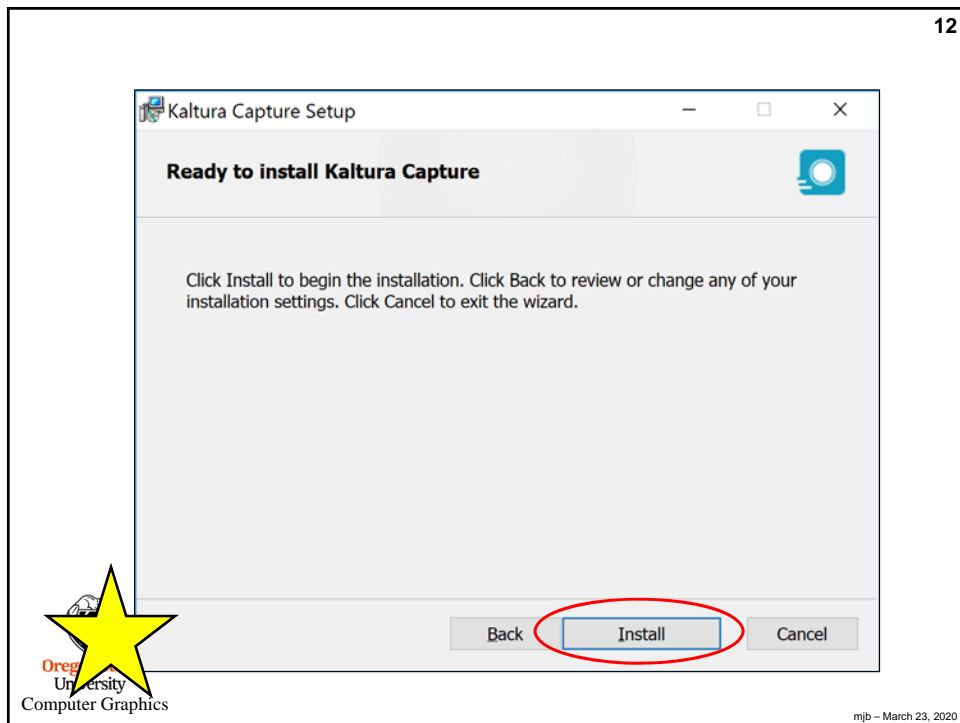 12
Kaltura Capture Setup
Ready to install Kaltura Capture
Click Install to begin the installation. Click Back to review or change any of your
installation settings. Click Cancel to exit the wizard.
Back
Install
Cancel
Computer Graphics
mjb – March 23, 2020